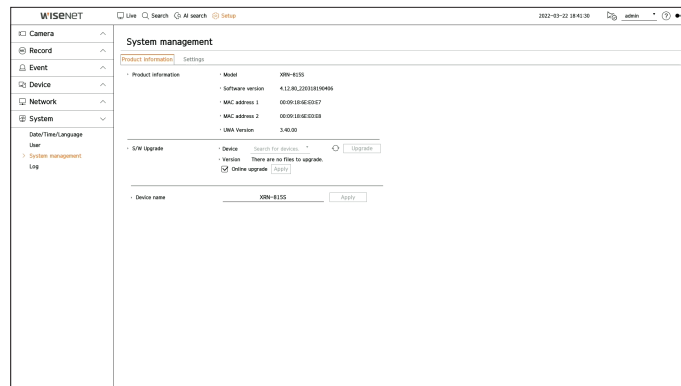 WISENET
Live Search AI search Setup 2022-03-22 18:41:30 admin
Camera
Record
Event
Device
Network
System
Date/Time/Language
User
System management
Log
System management
Product information Settings
Product information
Model XRN-815S
Software version 4.12.80_220318190406
MAC address 1 00:09:18:6E:E0:E7
MAC address 2 00:09:18:6E:E0:E8
UWA Version 3.40.00
S/W Upgrade
Device Search for devices. Upgrade
Version There are no files to upgrade.
Online upgrade Apply
Device name XRN-815S Apply